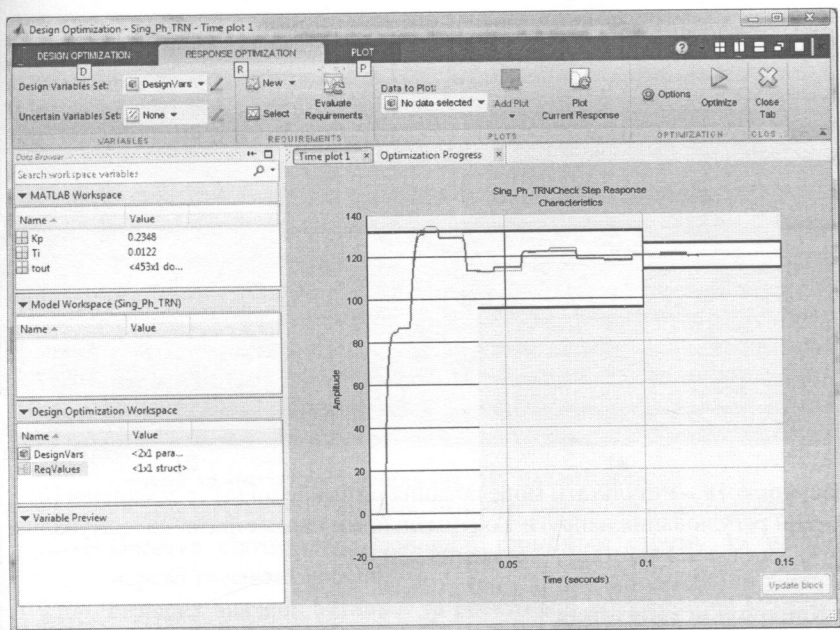 Design Optimization - Sing_Ph_TRN - Time plot 1
DESIGN OPTIMIZATION
RESPONSE OPTIMIZATION
PLOT
D
R
P
Design Variables Set:
DesignVars
New
Data to Plot:
Uncertain Variables Set:
None
Select
Evaluate
Requirements
No data selected
Add Plot
Plot
Current Response
Options
Optimize
Close
Tab
VARIABLES
REQUIREMENTS
PLOTS
OPTIMIZATION
CLOS...
Data Browser
Time plot 1
Optimization Progress
Search workspace variables
MATLAB Workspace
Name
Value
Kp
0.2348
Ti
0.0122
tout
<453x1 do...
Model Workspace (Sing_Ph_TRN)
Name
Value
Design Optimization Workspace
Name
Value
DesignVars
<2x1 para...
ReqValues
<1x1 struct>
Variable Preview
Sing_Ph_TRN/Check Step Response
Characteristics
140
120
100
80
60
40
20
0
-20
Amplitude
0
0.05
0.1
0.15
Time (seconds)
Update block